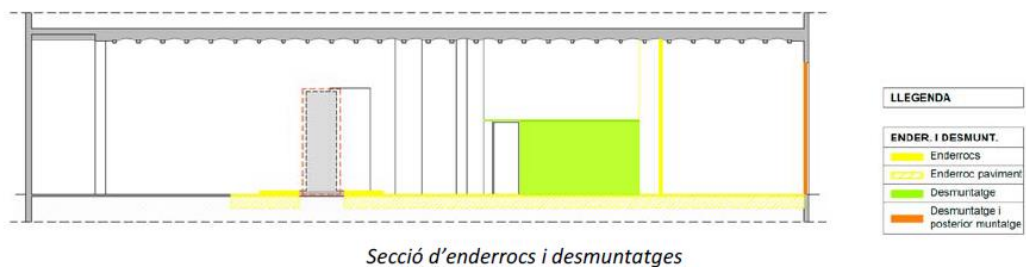 LLEGENDA
ENDER. I DESMUNT.
Enderrocs
Enderroc paviment
Desmuntatge
Desmuntatge i
posterior muntatge
Secció d'enderrocs i desmuntatges